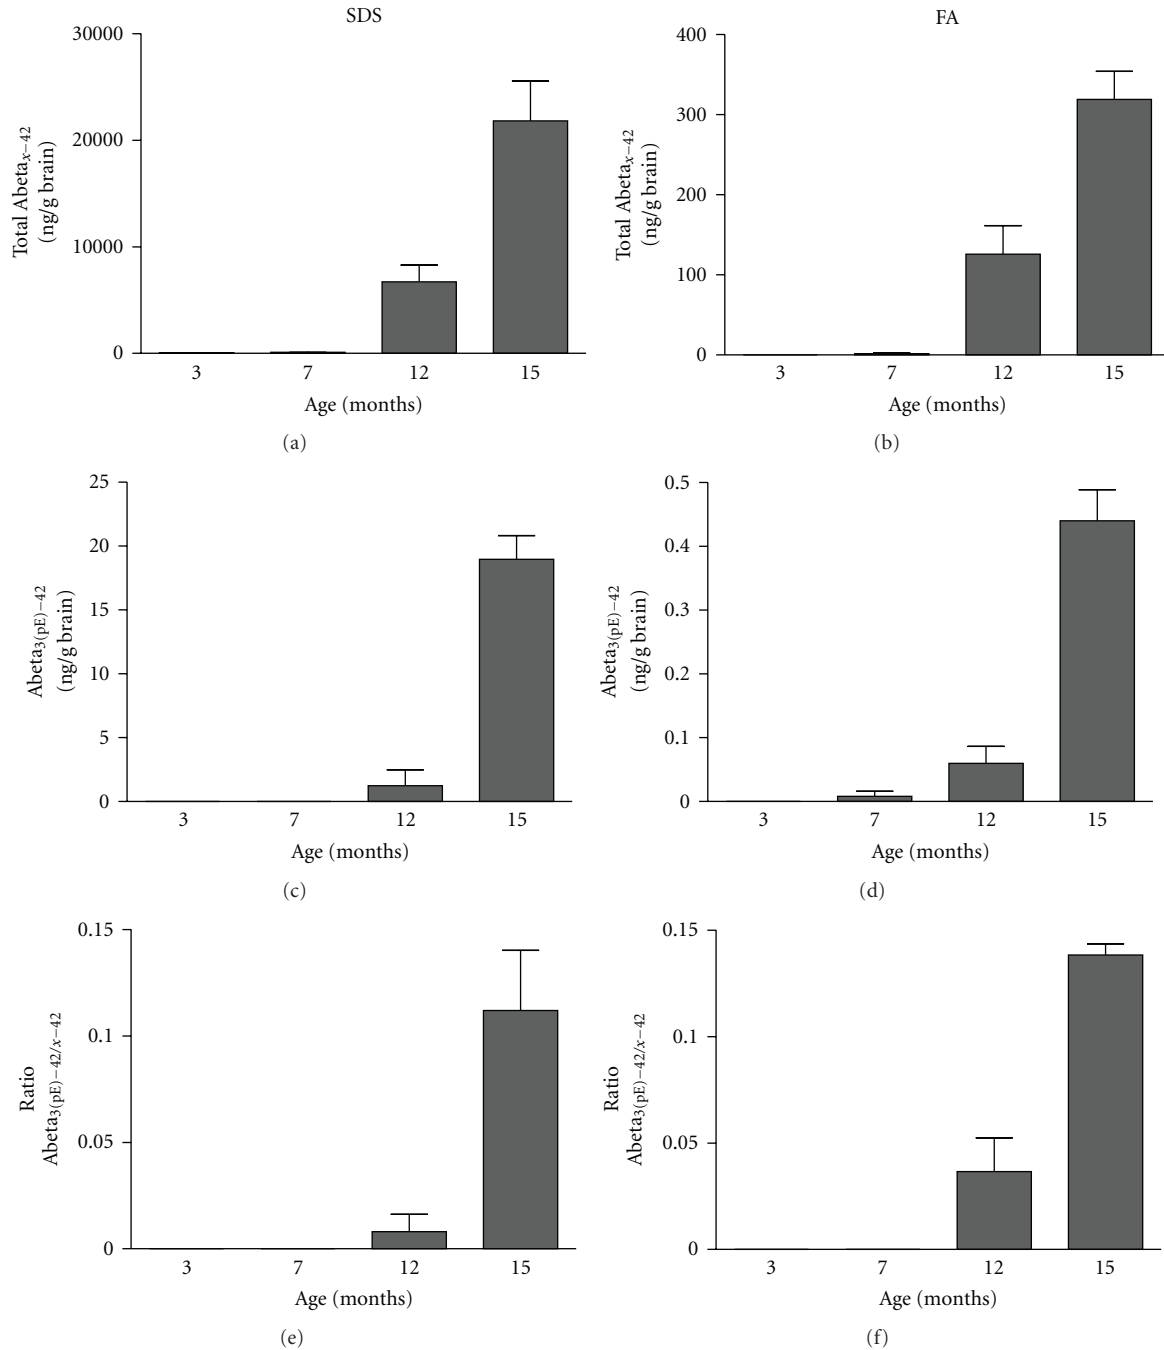 SDS
30000
20000
10000
0
Total Abeta_x−42
(ng/g brain)
3 7 12 15
Age (months)
(a)
FA
400
300
200
100
0
Total Abeta_x−42
(ng/g brain)
3 7 12 15
Age (months)
(b)
25
20
15
10
5
0
Abeta_3(pE)−42
(ng/g brain)
3 7 12 15
Age (months)
(c)
0.5
0.4
0.3
0.2
0.1
0
Abeta_3(pE)−42
(ng/g brain)
3 7 12 15
Age (months)
(d)
0.15
0.1
0.05
0
Ratio
Abeta_3(pE)−42/x−42
3 7 12 15
Age (months)
(e)
0.15
0.1
0.05
0
Ratio
Abeta_3(pE)−42/x−42
3 7 12 15
Age (months)
(f)